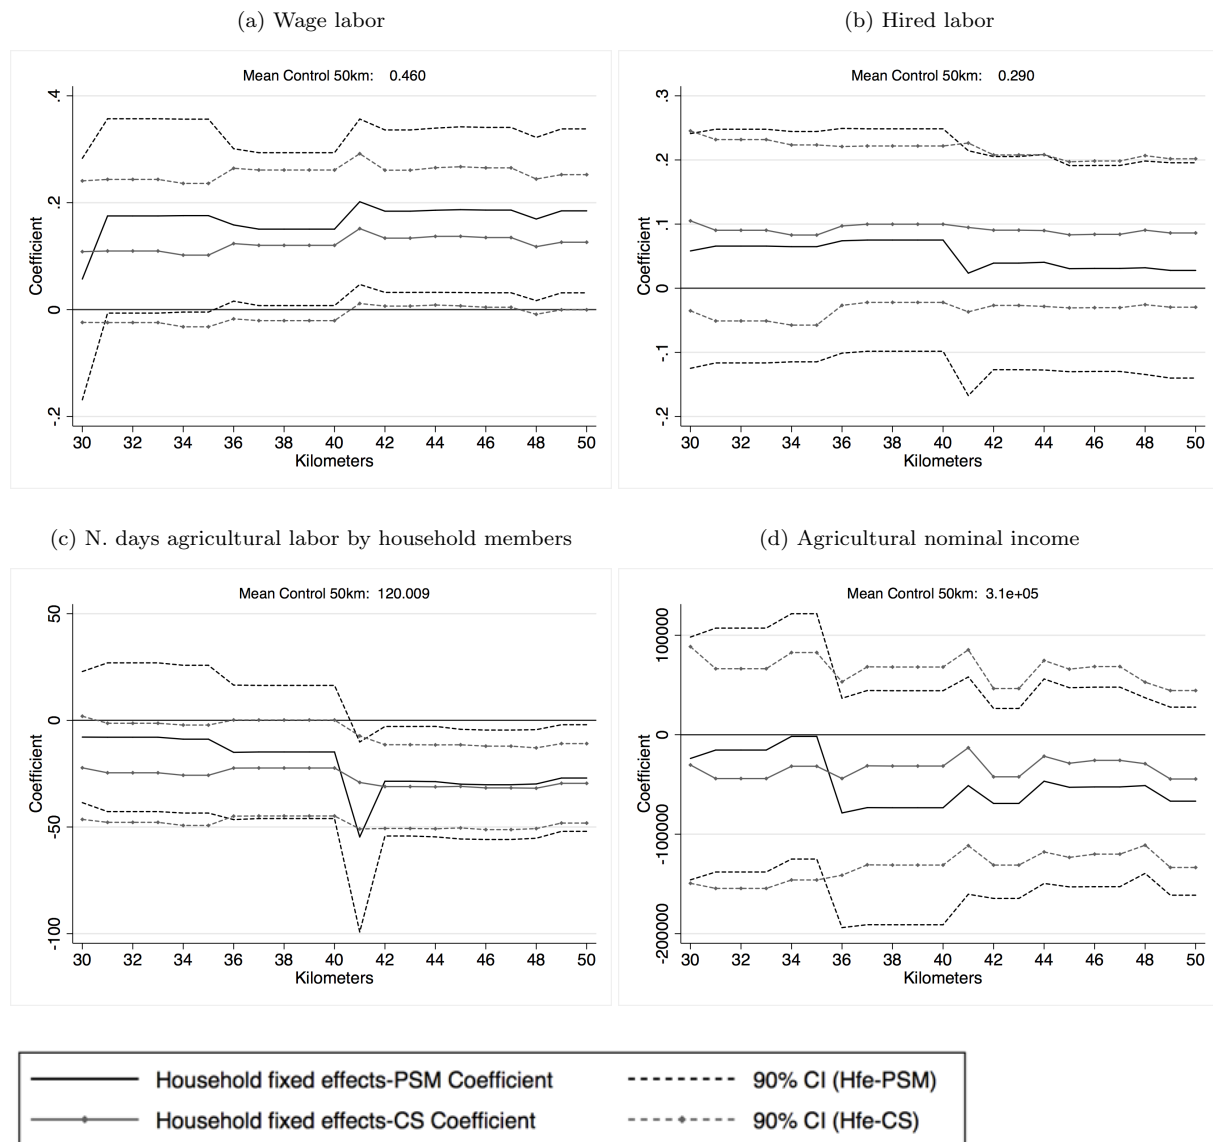 (a) Wage labor
Mean Control 50km: 0.460
Coefficient
.4
.2
0
-.2
30 32 34 36 38 40 42 44 46 48 50
Kilometers
(b) Hired labor
Mean Control 50km: 0.290
Coefficient
.3
.2
.1
0
-.1
-.2
30 32 34 36 38 40 42 44 46 48 50
Kilometers
(c) N. days agricultural labor by household members
Mean Control 50km: 120.009
Coefficient
50
0
-50
-100
30 32 34 36 38 40 42 44 46 48 50
Kilometers
(d) Agricultural nominal income
Mean Control 50km: 3.1e+05
Coefficient
100000
0
-100000
-200000
30 32 34 36 38 40 42 44 46 48 50
Kilometers
Household fixed effects-PSM Coefficient
90% CI (Hfe-PSM)
Household fixed effects-CS Coefficient
90% CI (Hfe-CS)